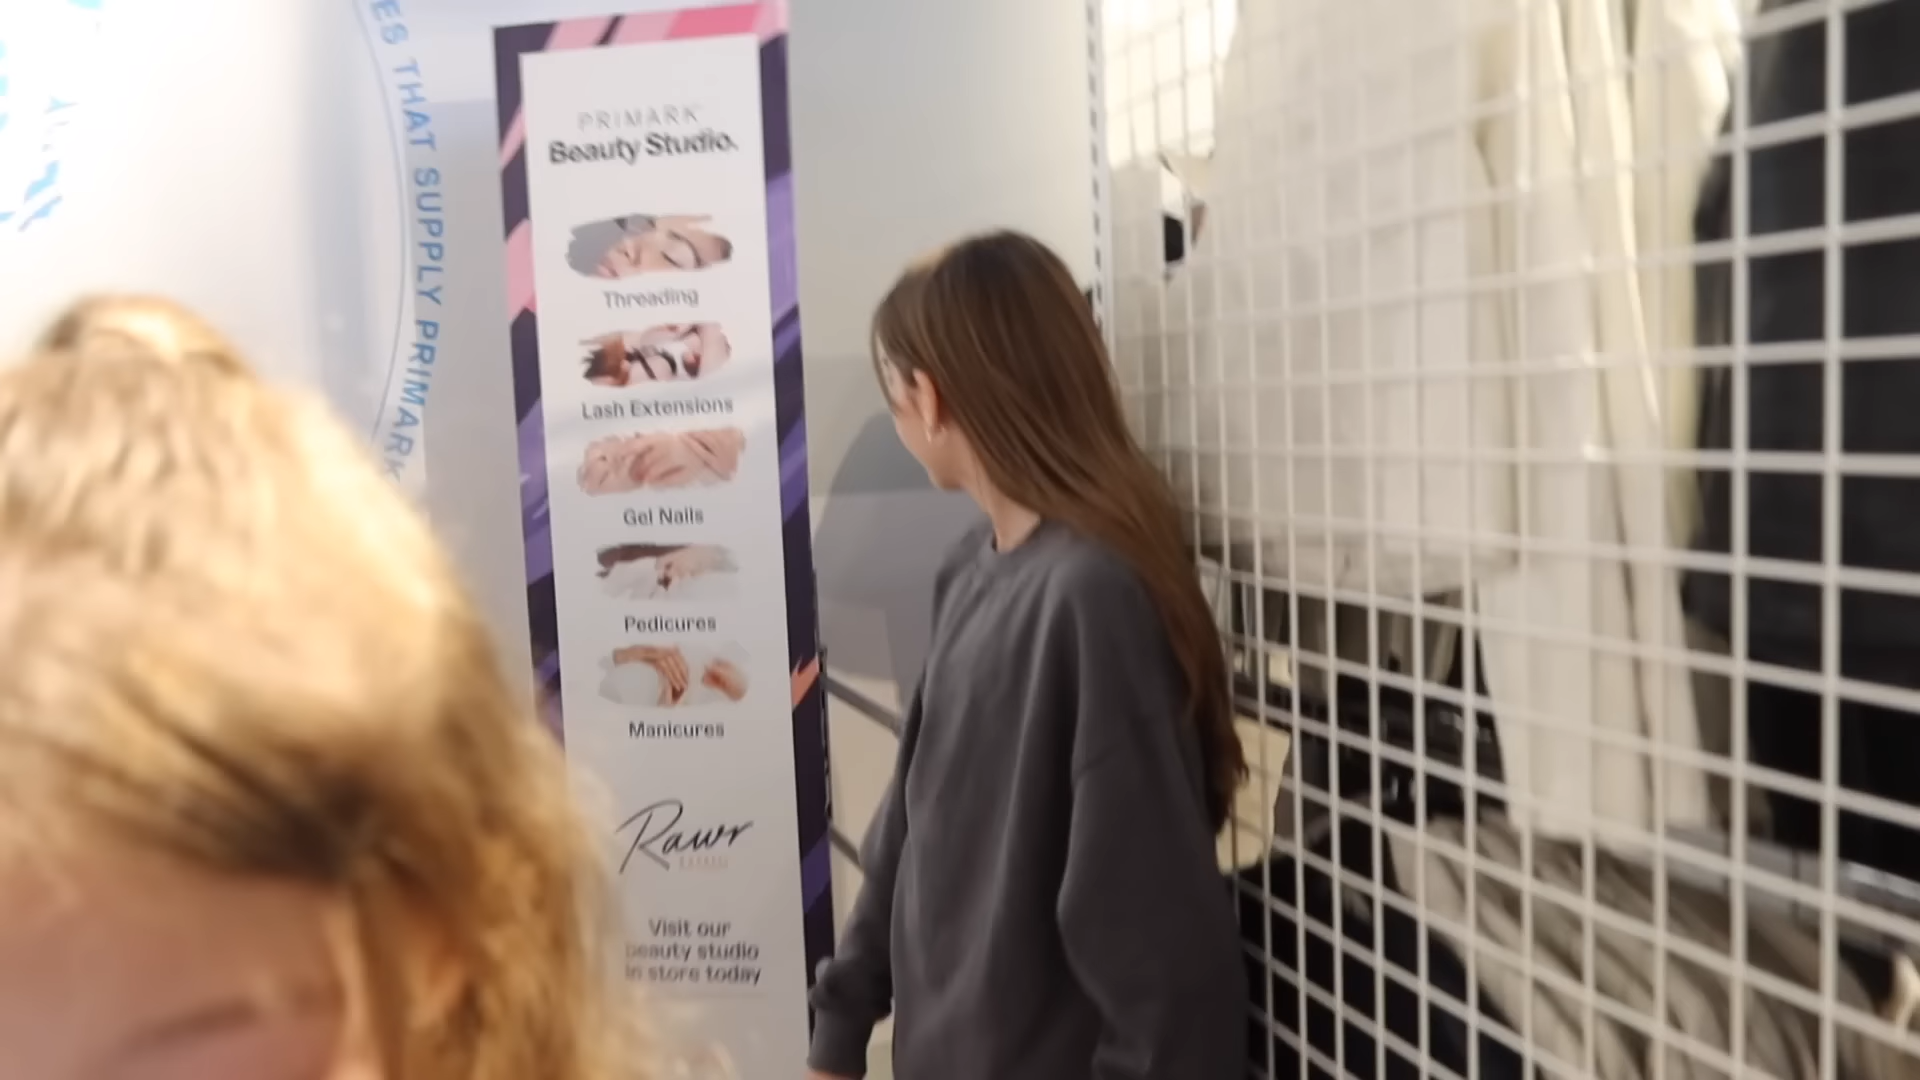 ES THAT SUPPLY PRIMARK
PRIMARK
Beauty Studio.
Threading
Lash Extensions
Gel Nails
Pedicures
Manicures
Rawr
Visit our
beauty studio
in store today